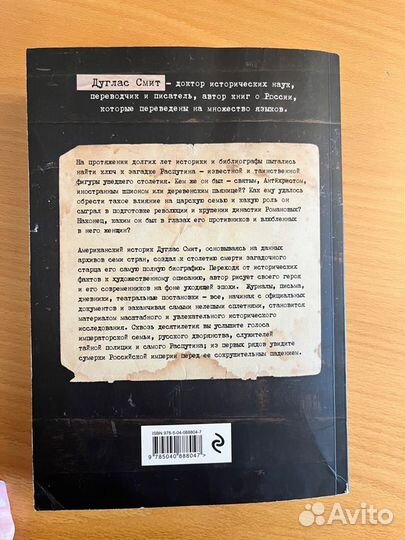 Дуглас Смит – доктор исторических наук,
переводчик и писатель, автор книг о России,
которые переведены на множество языков.
На протяжении долгих лет историки и библиографы пытались
найти ключ к загадке Распутина – известной и таинственной
фигуры ушедшего столетия. Кем же он был – святым, Антихристом,
иностранным шпионом или деревенским пьяницей? Как ему удалось
обрести такое влияние на царскую семью и какую роль он
сыграл в подготовке революции и крушении династии Романовых?
Наконец, каким он был в глазах его противников и влюбленных
в него женщин?
Американский историк Дуглас Смит, основываясь на данных
архивов семи стран, создал к столетию смерти загадочного
старца его самую полную биографию. Переходя от исторических
фактов к художественному описанию, автор рисует своего героя
и его современников на фоне уходящей эпохи. Журналы, письма,
дневники, театральные постановки – все, начиная с официальных
документов и заканчивая самыми нелепыми сплетнями, становится
материалом масштабного и увлекательного исторического
исследования. Сквозь десятилетия вы услышите голоса
императорской семьи, русского дворянства, служителей
тайной полиции и самого Распутина; из первых рядов увидите
сумерки Российской империи перед ее сокрушительным падением.
ISBN 978-5-04-088804-7
9 785040 888047 >
Avito